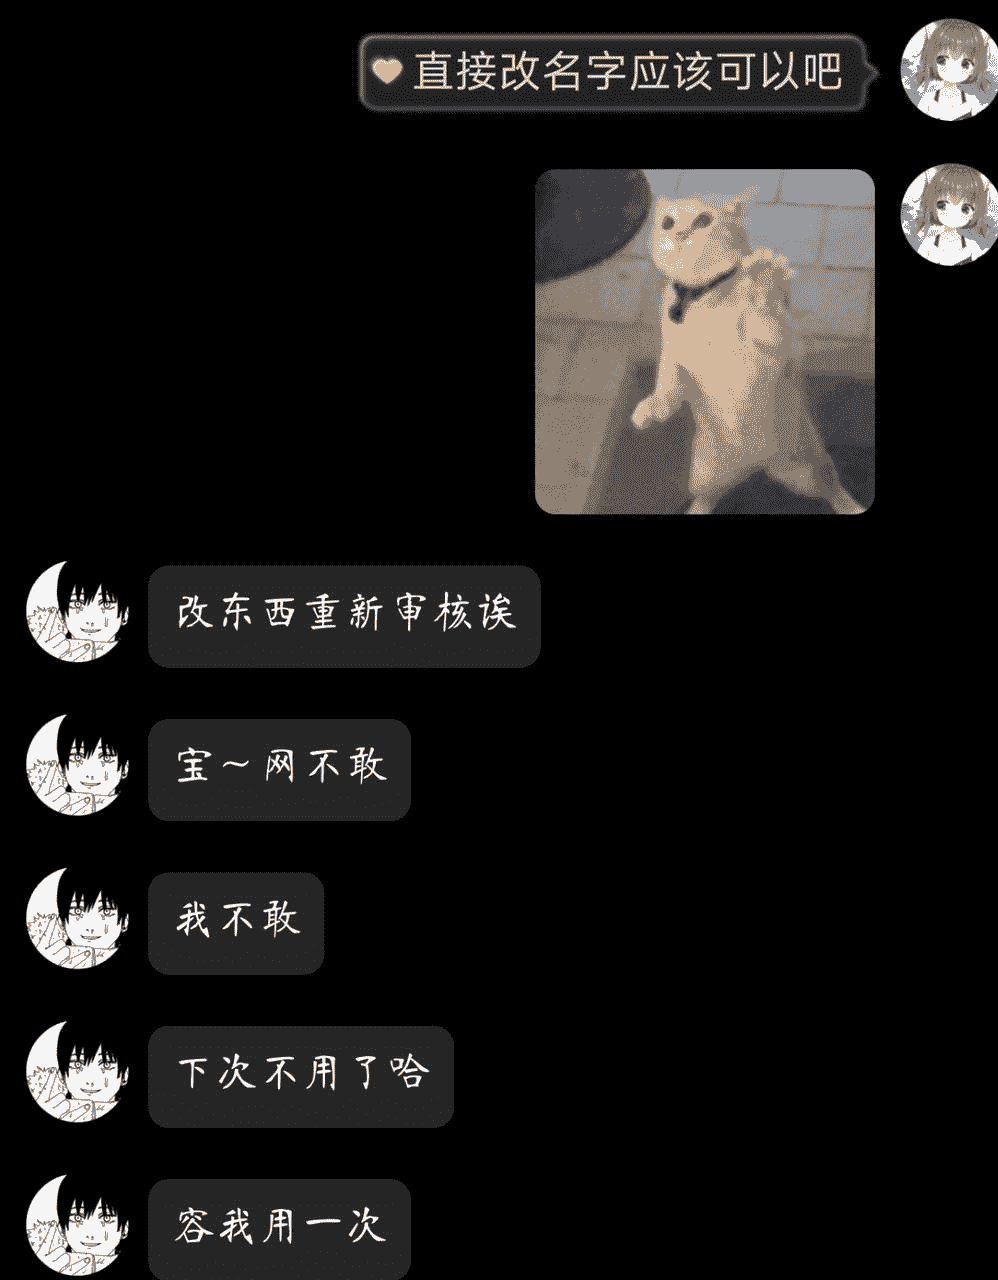 直接改名字应该可以吧
改东西重新审核诶
宝～网不敢
我不敢
下次不用了哈
容我用一次